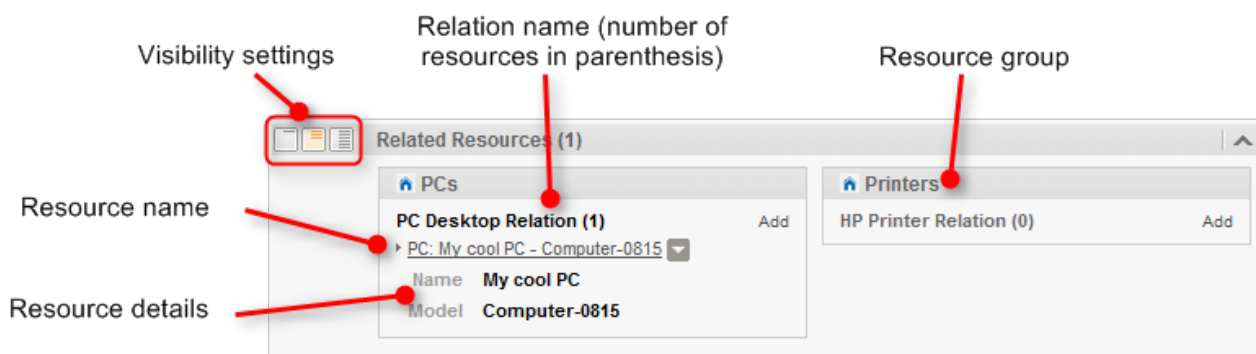 Relation name (number of
resources in parenthesis)
Visibility settings
Resource group
Related Resources (1)
PCs
Printers
Resource name
PC Desktop Relation (1) Add
HP Printer Relation (0) Add
PC: My cool PC - Computer-0815
Name My cool PC
Resource details
Model Computer-0815